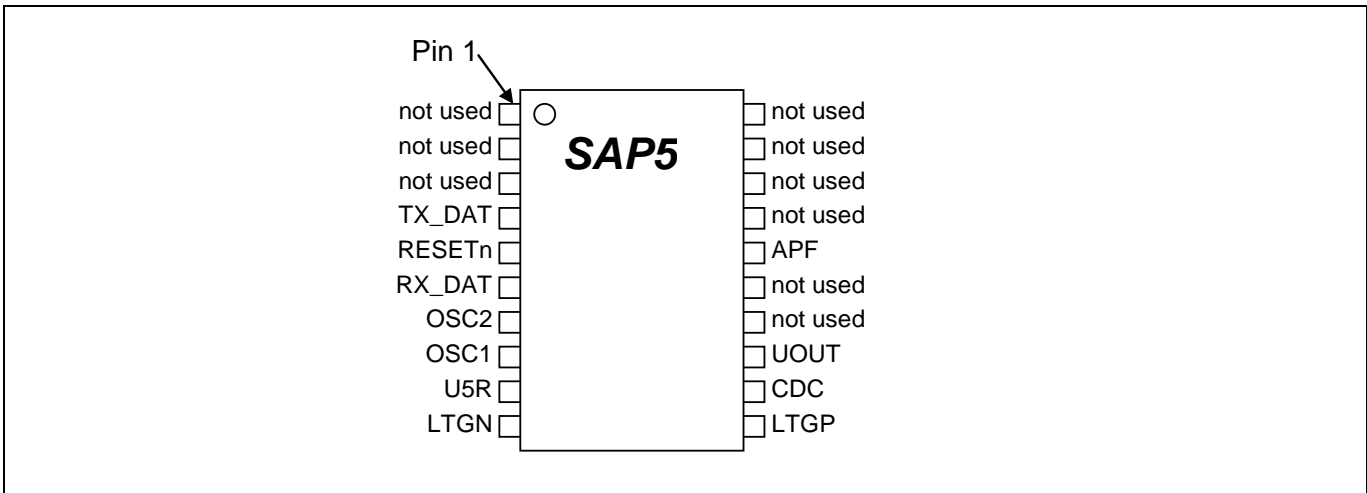 Pin 1
not used not used
SAP5
not used not used
not used not used
TX_DAT not used
RESETn APF
RX_DAT not used
OSC2 not used
OSC1 UOUT
U5R CDC
LTGN LTGP